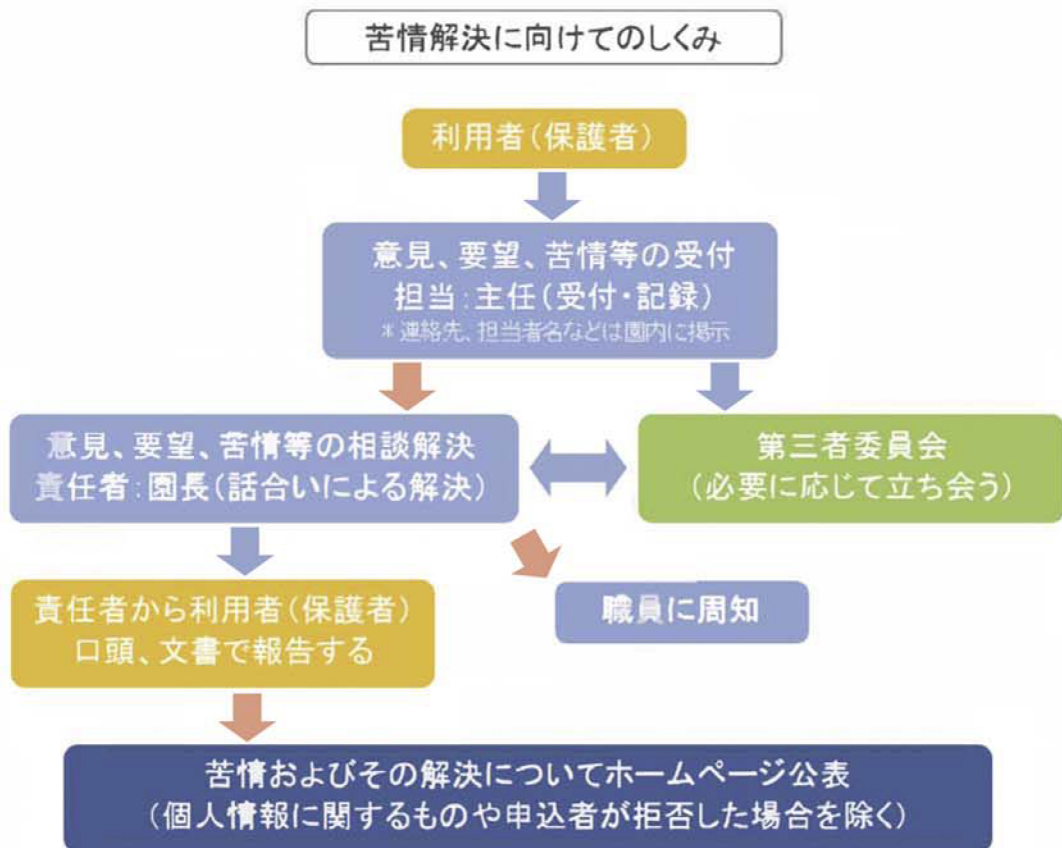 苦情解決に向けてのしくみ
利用者(保護者)
意見、要望、苦情等の受付
担当:主任(受付・記録)
*連絡先、担当者名などは園内に掲示
意見、要望、苦情等の相談解決
責任者:園長(話合いによる解決)
第三者委員会
(必要に応じて立ち会う)
職員に周知
責任者から利用者(保護者)
口頭、文書で報告する
苦情およびその解決についてホームページ公表
(個人情報に関するものや申込者が拒否した場合を除く)